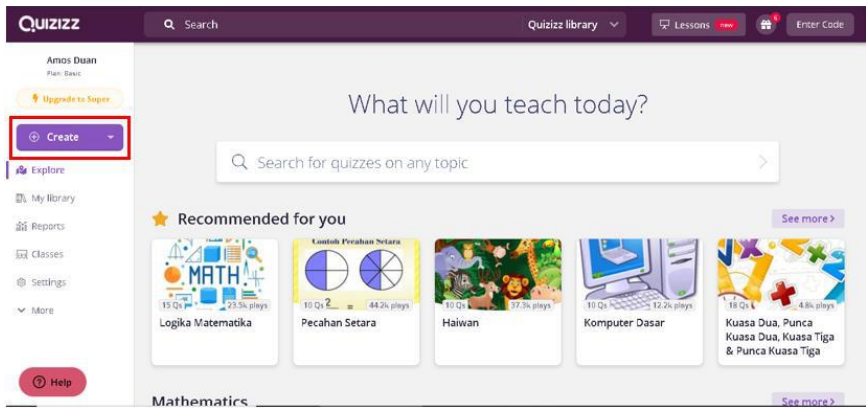 QUIZIZZ
Search
Quizizz library
Lessons new
6
Enter Code
Amos Duan
Plan: Basic
Upgrade to Super
Create
Explore
My library
Reports
Classes
Settings
More
Help
What will you teach today?
Search for quizzes on any topic
Recommended for you
See more >
MATH
15 Qs
23.5k plays
Logika Matematika
Contoh Pecahan Setara
10 Qs
2
=
44.2k plays
Pecahan Setara
10 Qs
37.3k plays
Haiwan
10 Qs
12.2k plays
Komputer Dasar
18 Qs
4.8k plays
Kuasa Dua, Punca
Kuasa Dua, Kuasa Tiga
& Punca Kuasa Tiga
Mathematics
See more >